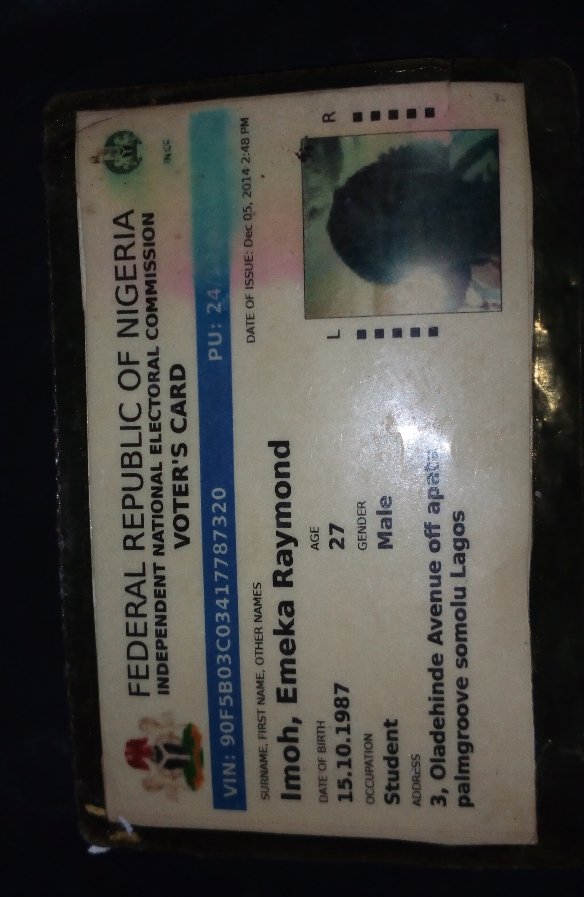 FEDERAL REPUBLIC OF NIGERIA
INDEPENDENT NATIONAL ELECTORAL COMMISSION
VOTER'S CARD
VIN: 90F5B03C03417787320 PU: 24
DATE OF ISSUE: Dec 05, 2014 2:48 PM
SURNAME, FIRST NAME, OTHER NAMES
Imoh, Emeka Raymond
DATE OF BIRTH AGE
15.10.1987 27
OCCUPATION GENDER
Student Male
ADDRESS
3, Oladehinde Avenue off
palmgroove somolu Lagos
L R